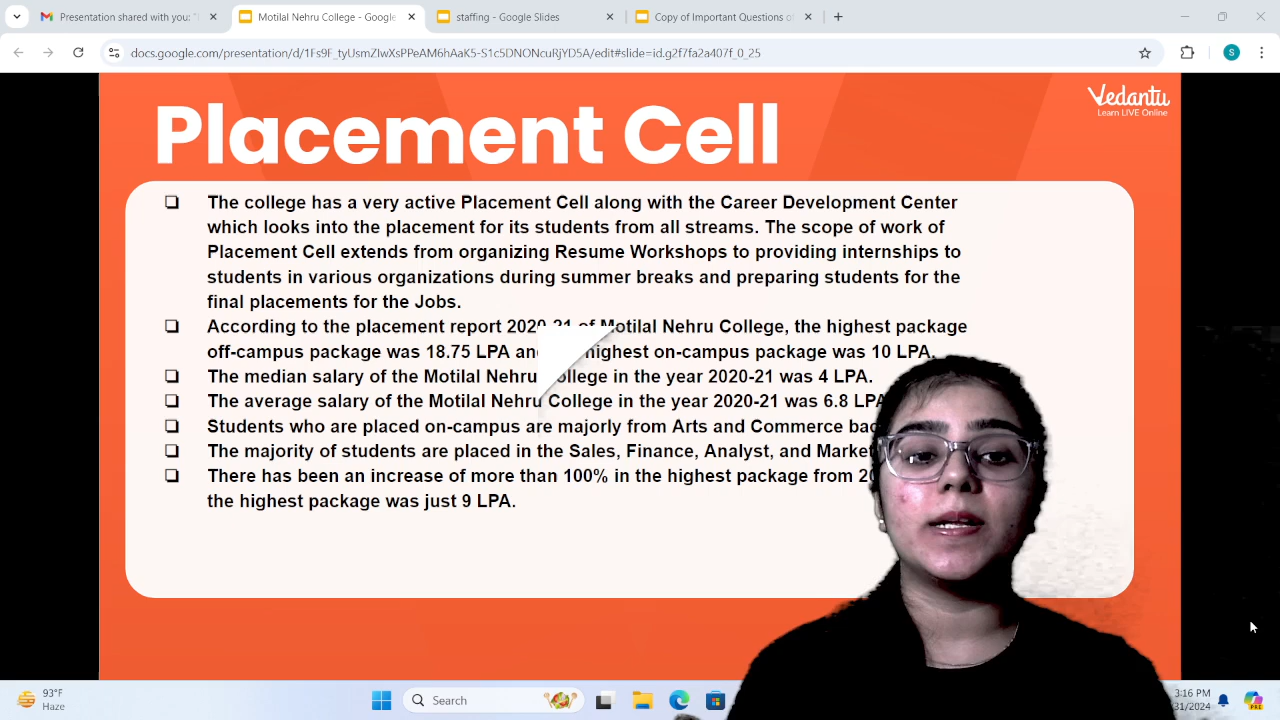 Presentation shared with you: "
Motilal Nehru College - Google
staffing - Google Slides
Copy of Important Questions of
docs.google.com/presentation/d/1Fs9F_tyUsmZlwXsPPeAM6hAaK5-S1c5DNONcuRjYD5A/edit#slide=id.g2f7fa2a407f_0_25
S
Vedantu
Learn LIVE Online
Placement Cell
The college has a very active Placement Cell along with the Career Development Center
which looks into the placement for its students from all streams. The scope of work of
Placement Cell extends from organizing Resume Workshops to providing internships to
students in various organizations during summer breaks and preparing students for the
final placements for the Jobs.
According to the placement report 2020-21 of Motilal Nehru College, the highest package
off-campus package was 18.75 LPA and highest on-campus package was 10 LPA.
The median salary of the Motilal Nehru College in the year 2020-21 was 4 LPA.
The average salary of the Motilal Nehru College in the year 2020-21 was 6.8 LPA
Students who are placed on-campus are majorly from Arts and Commerce
The majority of students are placed in the Sales, Finance, Analyst, and
There has been an increase of more than 100% in the highest package from
the highest package was just 9 LPA.
93°F
Haze
Search
PRE
3:16 PM
31/2024